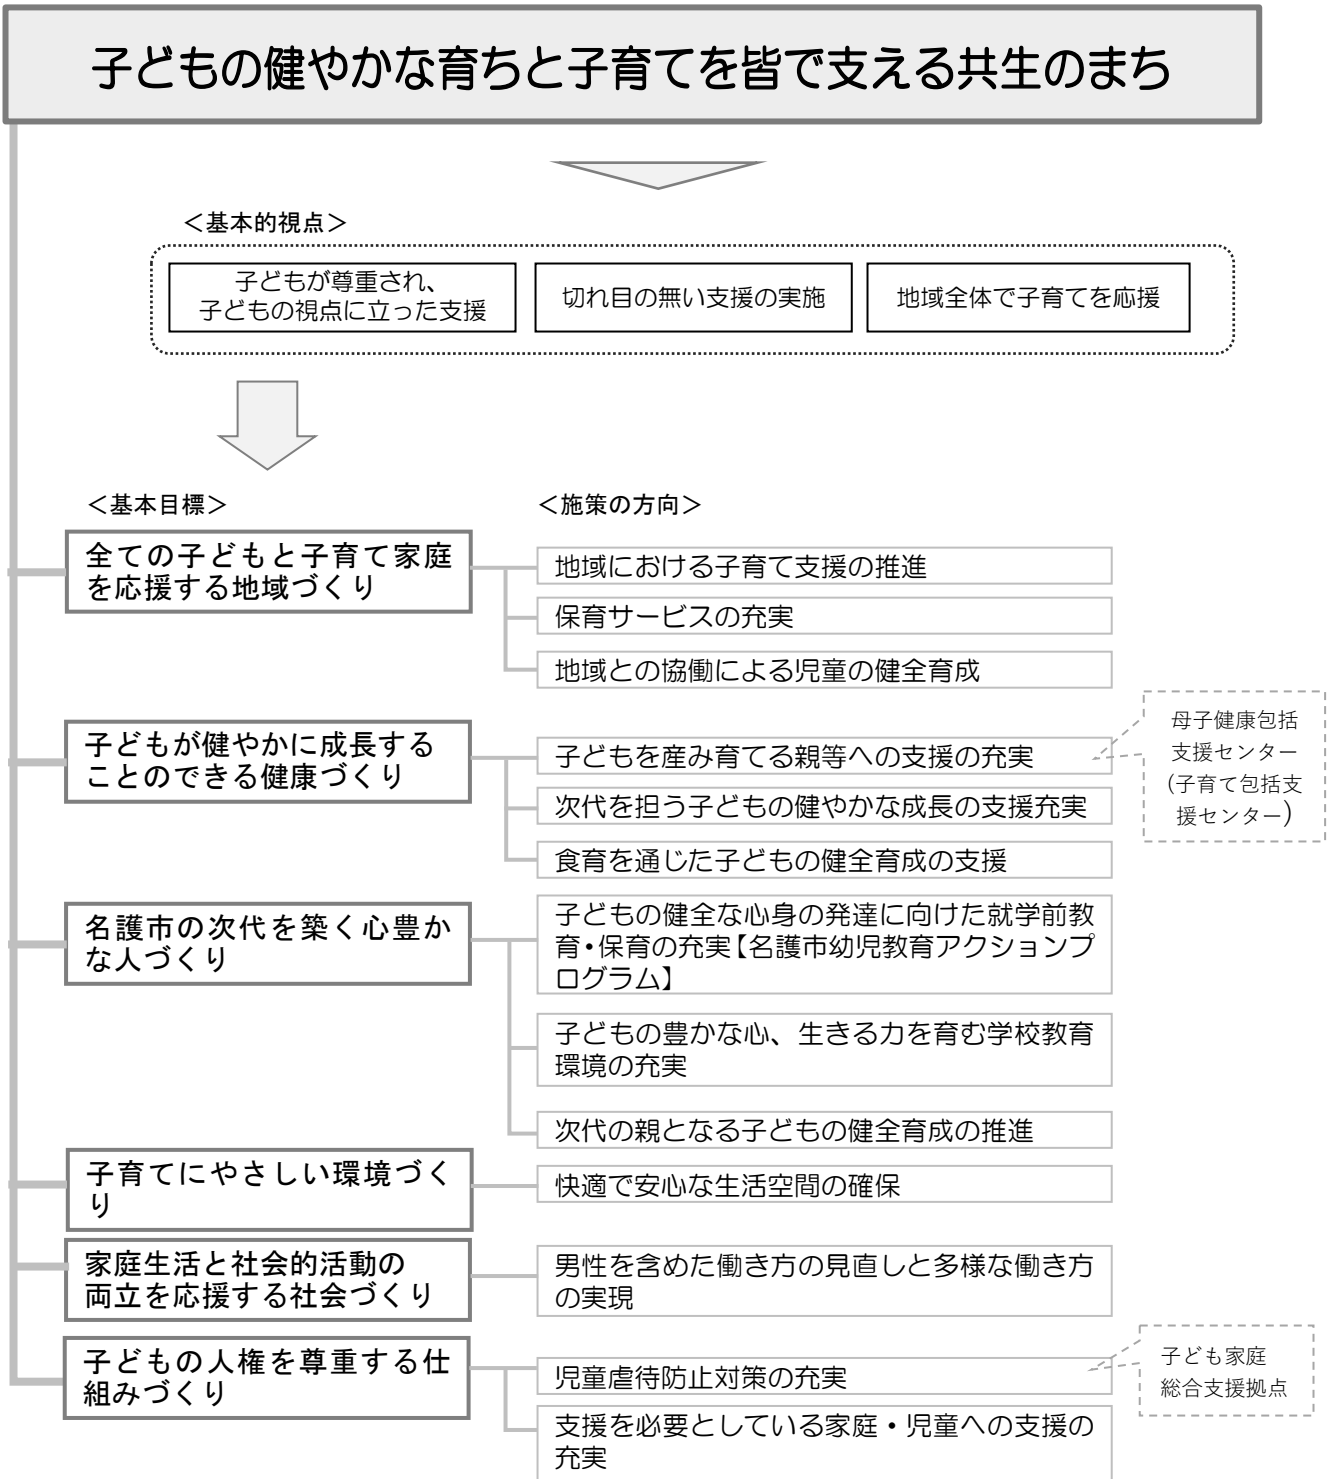 子どもの健やかな育ちと子育てを皆で支える共生のまち
＜基本的視点＞
子どもが尊重され、
子どもの視点に立った支援
切れ目の無い支援の実施
地域全体で子育てを応援
＜基本目標＞
＜施策の方向＞
全ての子どもと子育て家庭
を応援する地域づくり
地域における子育て支援の推進
保育サービスの充実
地域との協働による児童の健全育成
子どもが健やかに成長する
ことのできる健康づくり
子どもを産み育てる親等への支援の充実
次代を担う子どもの健やかな成長の支援充実
食育を通じた子どもの健全育成の支援
母子健康包括
支援センター
(子育て包括支
援センター)
名護市の次代を築く心豊か
な人づくり
子どもの健全な心身の発達に向けた就学前教
育・保育の充実【名護市幼児教育アクションプ
ログラム】
子どもの豊かな心、生きる力を育む学校教育
環境の充実
次代の親となる子どもの健全育成の推進
子育てにやさしい環境づく
り
快適で安心な生活空間の確保
家庭生活と社会的活動の
両立を応援する社会づくり
男性を含めた働き方の見直しと多様な働き方
の実現
子どもの人権を尊重する仕
組みづくり
児童虐待防止対策の充実
支援を必要としている家庭・児童への支援の
充実
子ども家庭
総合支援拠点